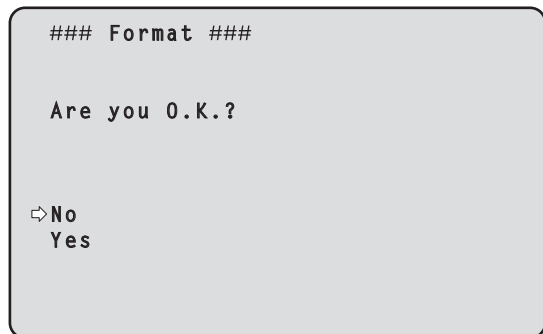 ### Format ###
Are you O.K.?
⇨No
Yes